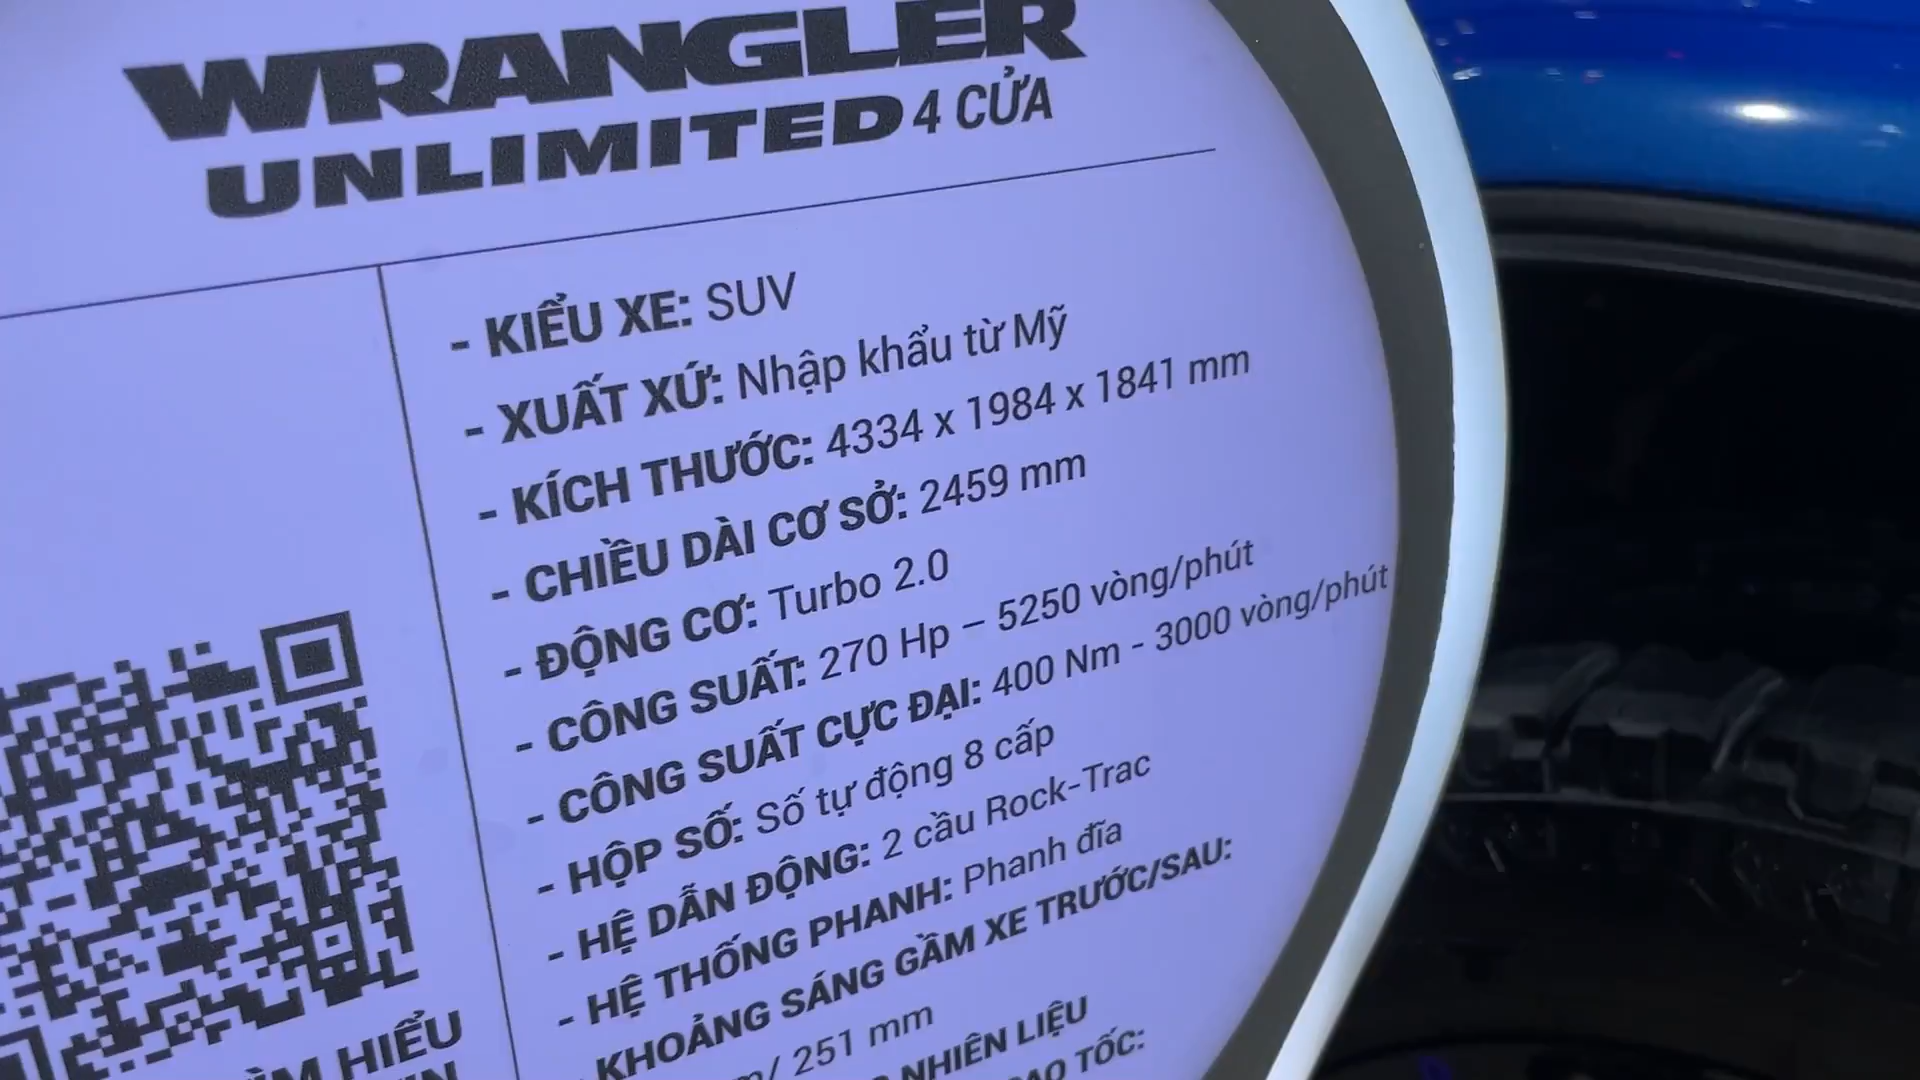 WRANGLER
UNLIMITED 4 CỬA
- KIỂU XE: SUV
- XUẤT XỨ: Nhập khẩu từ Mỹ
- KÍCH THƯỚC: 4334 x 1984 x 1841 mm
- CHIỀU DÀI CƠ SỞ: 2459 mm
- ĐỘNG CƠ: Turbo 2.0
- CÔNG SUẤT: 270 Hp – 5250 vòng/phút
- CÔNG SUẤT CỰC ĐẠI: 400 Nm - 3000 vòng/phút
- HỘP SỐ: Số tự động 8 cấp
- HỆ DẪN ĐỘNG: 2 cầu Rock-Trac
- HỆ THỐNG PHANH: Phanh đĩa
- KHOẢNG SÁNG GẦM XE TRƯỚC/SAU:
/ 251 mm
NHIÊN LIỆU
TỐC:
HIỂU